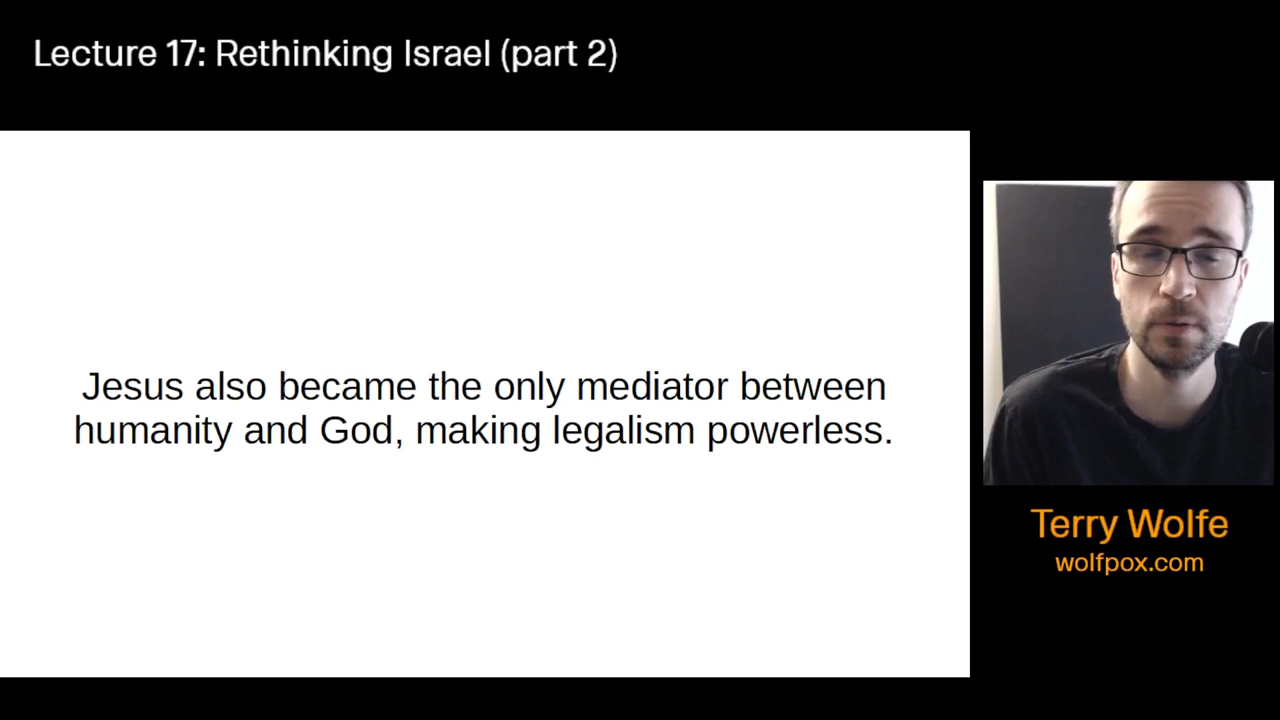 Lecture 17: Rethinking Israel (part 2)
Jesus also became the only mediator between
humanity and God, making legalism powerless.
Terry Wolfe
wolfpox.com